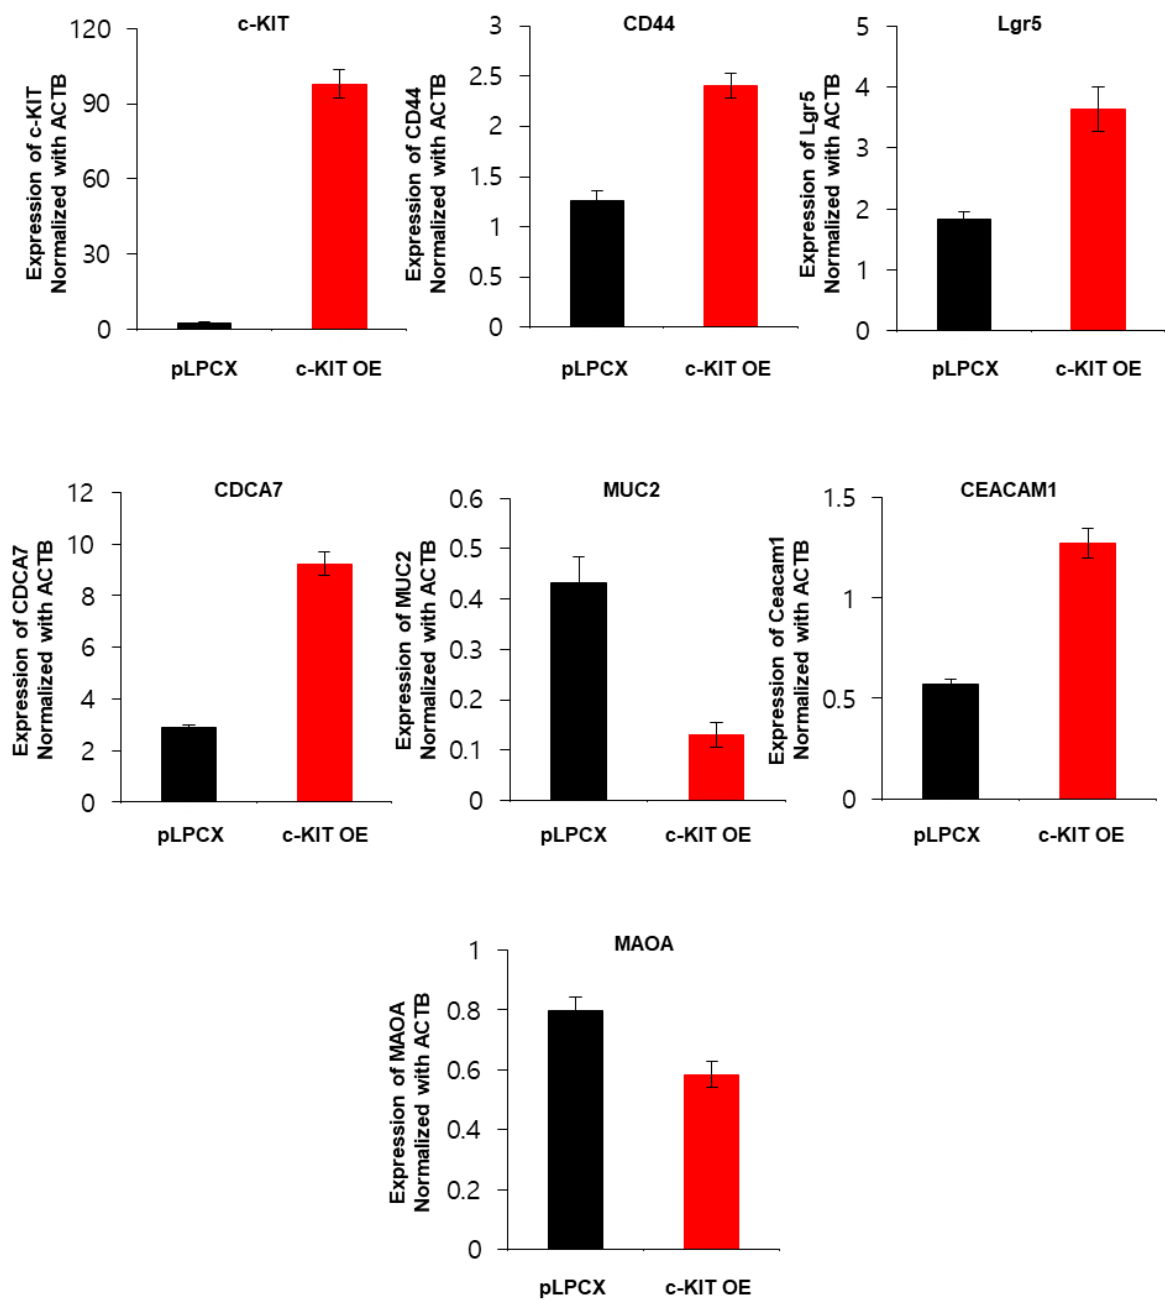 c-KIT
Expression of c-KIT
Normalized with ACTB
120
90
60
30
0
pLPCX
c-KIT OE
CD44
Expression of CD44
Normalized with ACTB
3
2.5
2
1.5
1
0.5
0
pLPCX
c-KIT OE
Lgr5
Expression of Lgr5
Normalized with ACTB
5
4
3
2
1
0
pLPCX
c-KIT OE
CDCA7
Expression of CDCA7
Normalized with ACTB
12
10
8
6
4
2
0
pLPCX
c-KIT OE
MUC2
Expression of MUC2
Normalized with ACTB
0.6
0.5
0.4
0.3
0.2
0.1
0
pLPCX
c-KIT OE
CEACAM1
Expression of Ceacam1
Normalized with ACTB
1.5
1
0.5
0
pLPCX
c-KIT OE
MAOA
Expression of MAOA
Normalized with ACTB
1
0.8
0.6
0.4
0.2
0
pLPCX
c-KIT OE